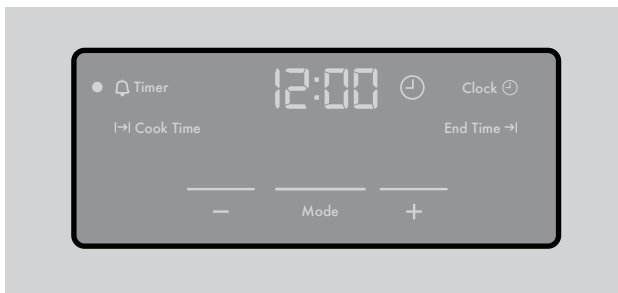 Timer 12:00 Clock
Cook Time End Time
− Mode +